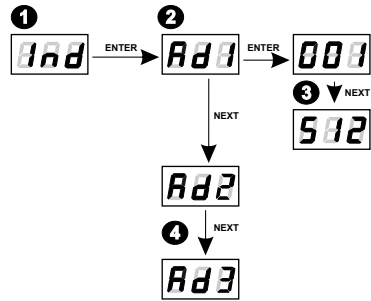 1 2
Ind ENTER Ad1 ENTER 001
3 NEXT
NEXT 512
Ad2
4 NEXT
Ad3